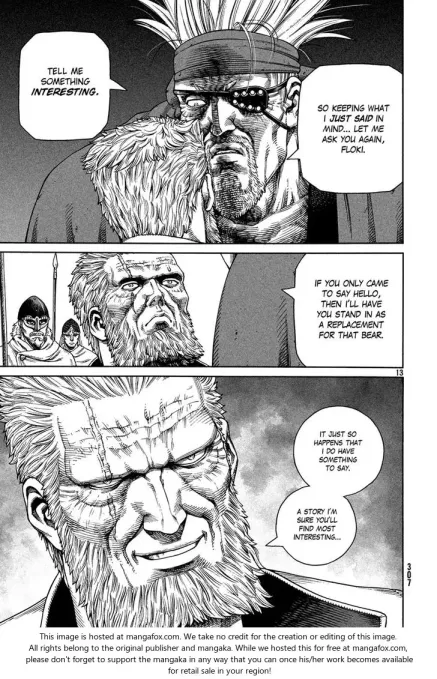 TELL ME
SOMETHING
INTERESTING.
SO KEEPING WHAT
I JUST SAID IN
MIND... LET ME
ASK YOU AGAIN,
FLOKI.
IF YOU ONLY CAME
TO SAY HELLO,
THEN I'LL HAVE
YOU STAND IN AS
A REPLACEMENT
FOR THAT BEAR.
13
IT JUST SO
HAPPENS THAT
I DO HAVE
SOMETHING
TO SAY.
A STORY I'M
SURE YOU'LL
FIND MOST
INTERESTING...
307
This image is hosted at mangafox.com. We take no credit for the creation or editing of this image.
All rights belong to the original publisher and mangaka. While we hosted this for free at mangafox.com,
please don't forget to support the mangaka in any way that you can once his/her work becomes available
for retail sale in your region!